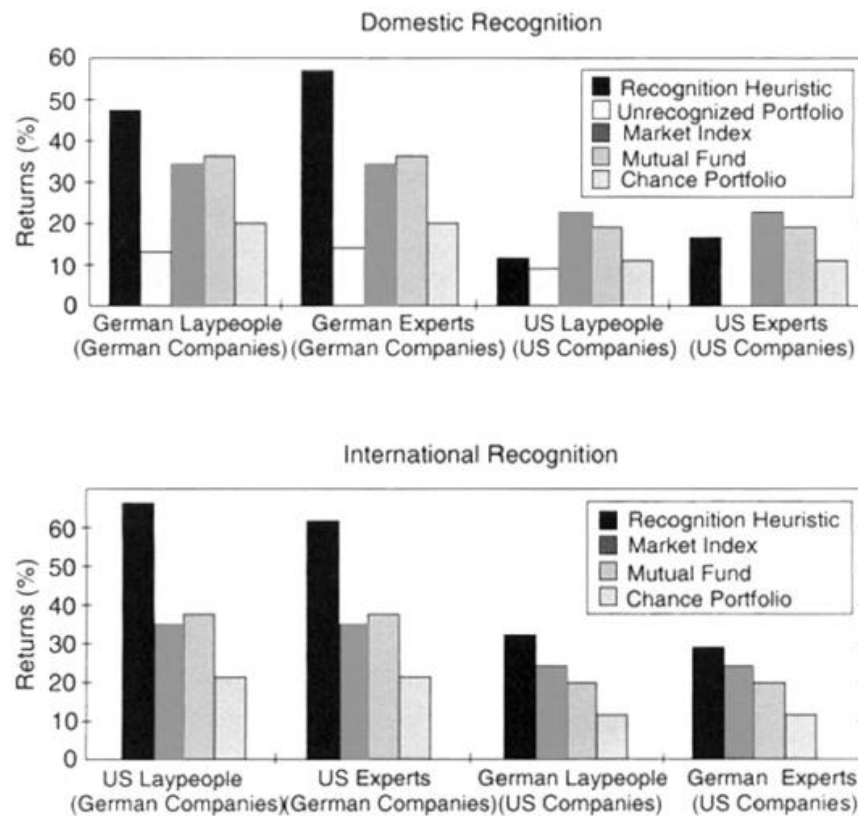 Domestic Recognition
Returns (%)
60
50
40
30
20
10
0
Recognition Heuristic
Unrecognized Portfolio
Market Index
Mutual Fund
Chance Portfolio
German Laypeople
(German Companies)
German Experts
(German Companies)
US Laypeople
(US Companies)
US Experts
(US Companies)
International Recognition
Returns (%)
60
50
40
30
20
10
0
Recognition Heuristic
Market Index
Mutual Fund
Chance Portfolio
US Laypeople
(German Companies)
US Experts
(German Companies)
German Laypeople
(US Companies)
German Experts
(US Companies)